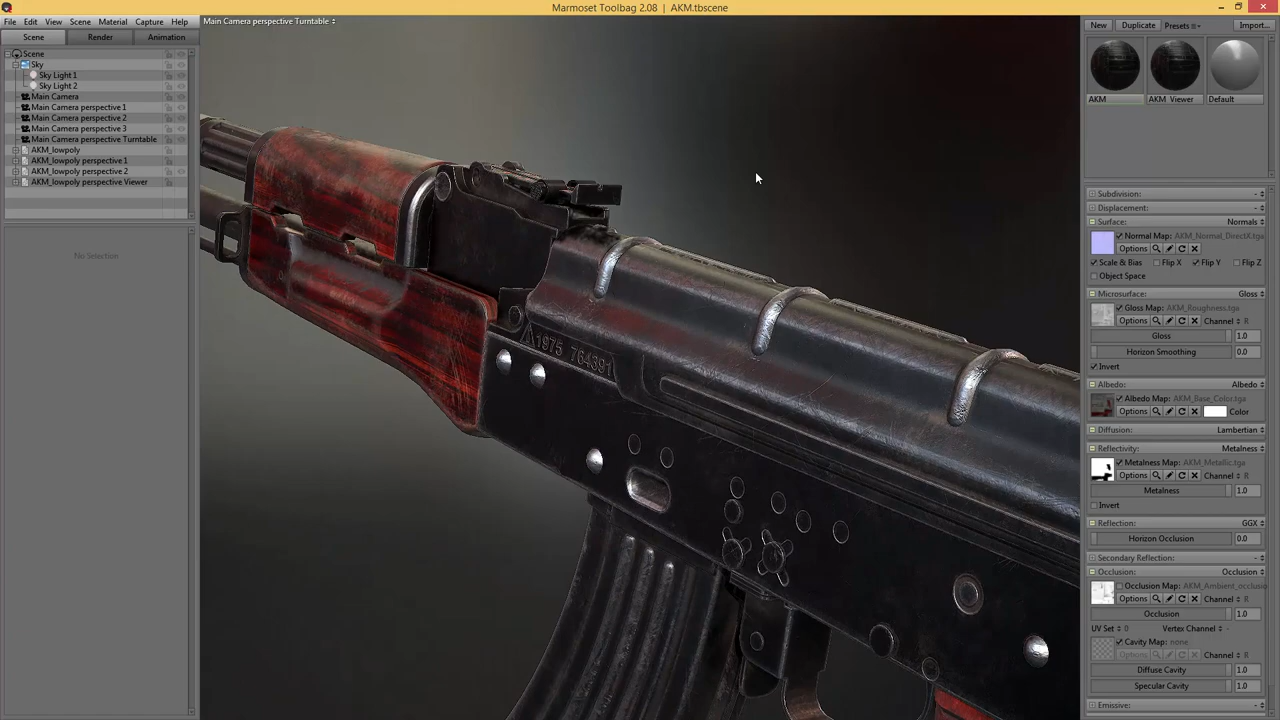 Marmoset Toolbag 2.08 | AKM.tbscene
File Edit View Scene Material Capture Help
Main Camera perspective Turntable
New Duplicate Presets Import...
Scene Render Animation
Scene
Sky
Sky Light 1
Sky Light 2
Main Camera
Main Camera perspective 1
Main Camera perspective 2
Main Camera perspective 3
Main Camera perspective Turntable
AKM_lowpoly
AKM_lowpoly perspective 1
AKM_lowpoly perspective 2
AKM_lowpoly perspective Viewer
No Selection
1975 764391
AKM AKM_Viewer Default
Subdivision: -
Displacement: -
Surface: Normals
Normal Map: AKM_Normal_DirectX.tga
Options
Scale & Bias Flip X Flip Y Flip Z
Object Space
Microsurface: Gloss
Gloss Map: AKM_Roughness.tga
Options Channel R
Gloss 1.0
Horizon Smoothing 0.0
Invert
Albedo: Albedo
Albedo Map: AKM_Base_Color.tga
Options Color
Diffusion: Lambertian
Reflectivity: Metalness
Metalness Map: AKM_Metallic.tga
Options Channel R
Metalness 1.0
Invert
Reflection: GGX
Horizon Occlusion 0.0
Secondary Reflection: -
Occlusion: Occlusion
Occlusion Map: AKM_Ambient_occlusio
Options Channel R
Occlusion 1.0
UV Set 0 Vertex Channel -
Cavity Map: none
Options Channel R
Diffuse Cavity 1.0
Specular Cavity 1.0
Emissive: -